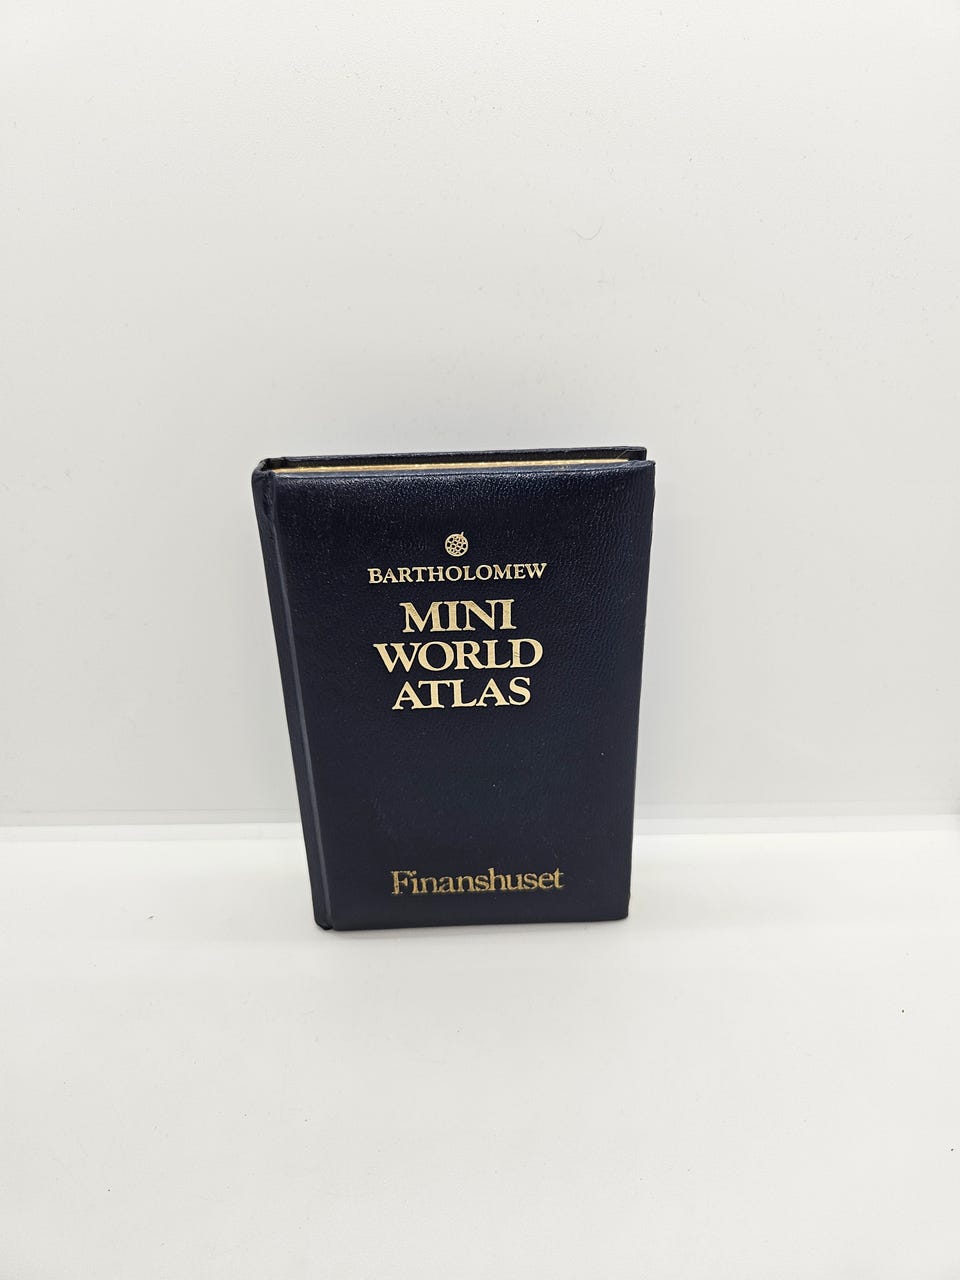 BARTHOLOMEW
MINI
WORLD
ATLAS
Finanshuset